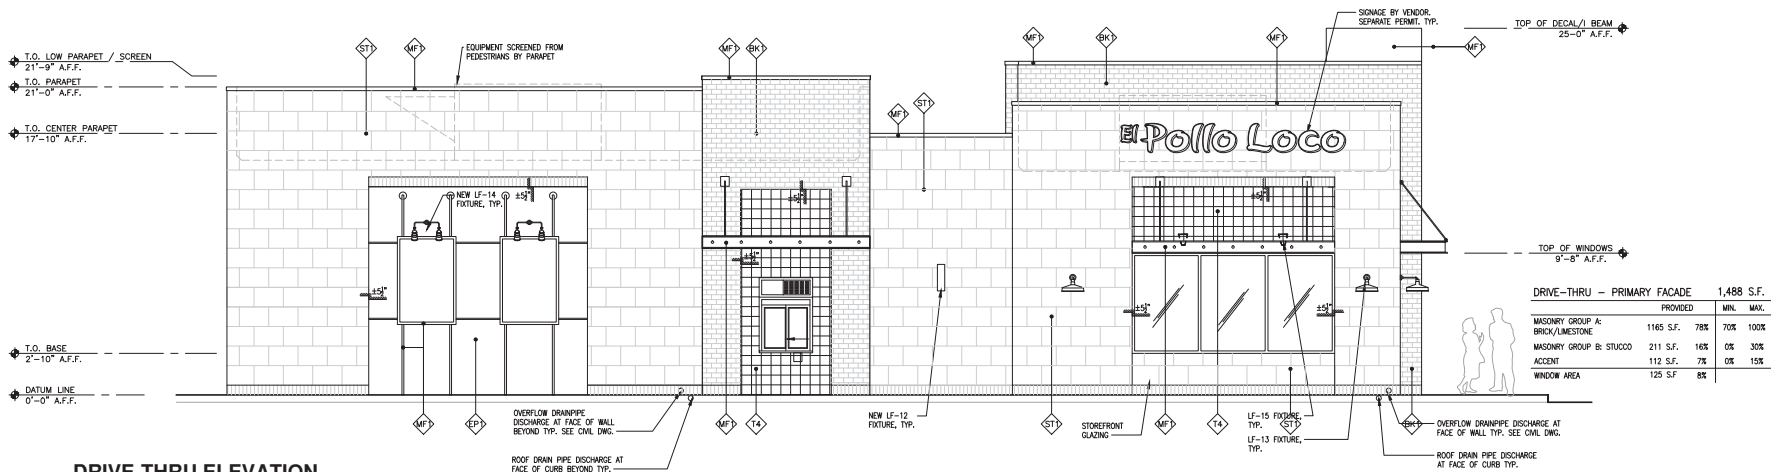 T.O. LOW PARAPET / SCREEN
21'-9" A.F.F.
T.O. PARAPET
21'-0" A.F.F.
T.O. CENTER PARAPET
17'-10" A.F.F.
T.O. BASE
2'-10" A.F.F.
DATUM LINE
0'-0" A.F.F.
ST1
MF1
EQUIPMENT SCREENED FROM
PEDESTRIANS BY PARAPET
MF1
BK1
MF1
ST1
MF1
BK1
MF1
SIGNAGE BY VENDOR.
SEPARATE PERMIT. TYP.
MF1
TOP OF DECAL/I BEAM
25'-0" A.F.F.
El Pollo Loco
NEW LF-14
FIXTURE, TYP.
±5½"
±5½"
±5½"
±5½"
±5½"
±5½"
±5½"
TOP OF WINDOWS
9'-8" A.F.F.
DRIVE-THRU - PRIMARY FACADE 1,488 S.F.
PROVIDED MIN. MAX.
MASONRY GROUP A:
BRICK/LIMESTONE 1165 S.F. 78% 70% 100%
MASONRY GROUP B: STUCCO 211 S.F. 16% 0% 30%
ACCENT 112 S.F. 7% 0% 15%
WINDOW AREA 125 S.F 8%
MF1
EP1
OVERFLOW DRAINPIPE
DISCHARGE AT FACE OF WALL
BEYOND TYP. SEE CIVIL DWG.
ROOF DRAIN PIPE DISCHARGE AT
FACE OF CURB BEYOND TYP.
MF1
T4
NEW LF-12
FIXTURE, TYP.
ST1
STOREFRONT
GLAZING
MF1
T4
LF-15 FIXTURE,
TYP.
LF-13 FIXTURE,
TYP.
ST1
BK1
OVERFLOW DRAINPIPE DISCHARGE AT
FACE OF WALL TYP. SEE CIVIL DWG.
ROOF DRAIN PIPE DISCHARGE
AT FACE OF CURB TYP.
DRIVE THRU ELEVATION